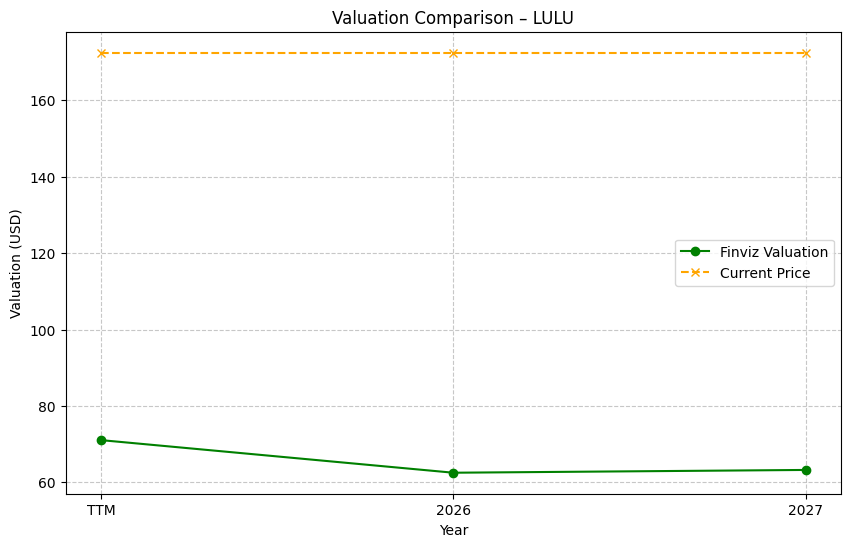 Valuation Comparison – LULU
Valuation (USD)
160
140
120
100
80
60
Finviz Valuation
Current Price
TTM
2026
2027
Year